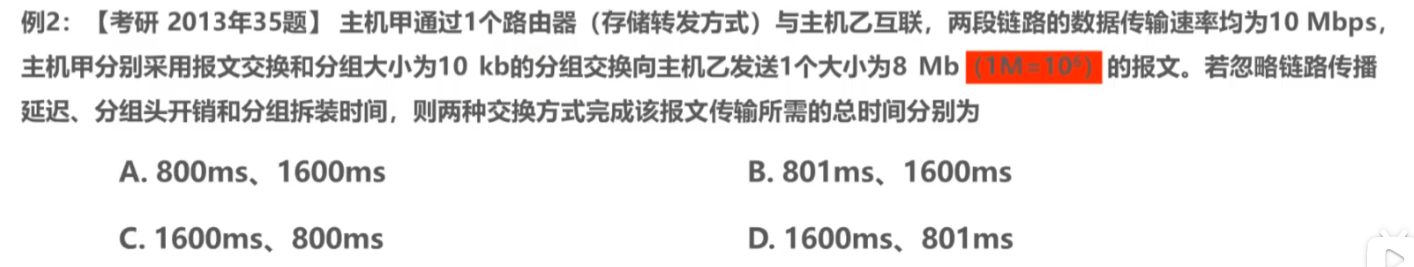 例2：【考研 2013年35题】 主机甲通过1个路由器（存储转发方式）与主机乙互联，两段链路的数据传输速率均为10 Mbps，
主机甲分别采用报文交换和分组大小为10 kb的分组交换向主机乙发送1个大小为8 Mb（1M=10⁶）的报文。若忽略链路传播
延迟、分组头开销和分组拆装时间，则两种交换方式完成该报文传输所需的总时间分别为
A. 800ms、1600ms
B. 801ms、1600ms
C. 1600ms、800ms
D. 1600ms、801ms